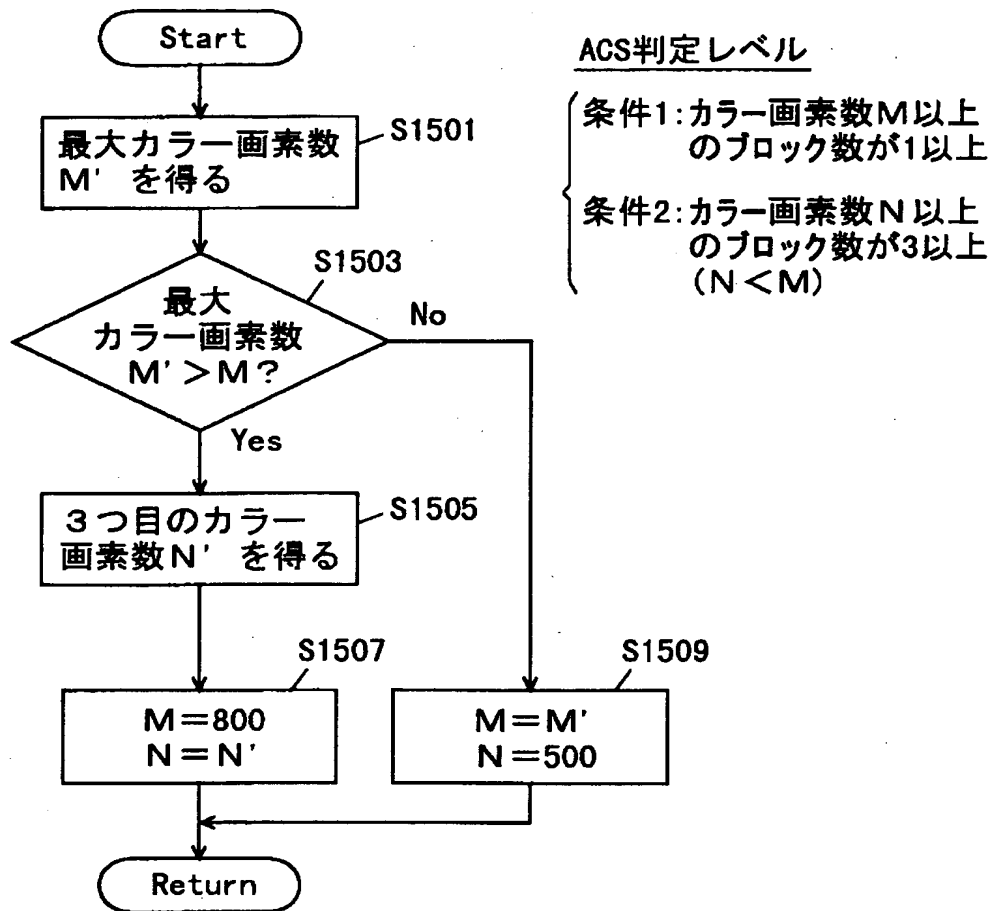 Start
S1501
最大カラー画素数
M' を得る
S1503
最大
カラー画素数
M'＞M？
No
Yes
S1505
３つ目のカラー
画素数N' を得る
S1507
M＝800
N＝N'
S1509
M＝M'
N＝500
Return
ACS判定レベル
条件1:カラー画素数M以上
のブロック数が1以上
条件2:カラー画素数N以上
のブロック数が3以上
(N＜M)